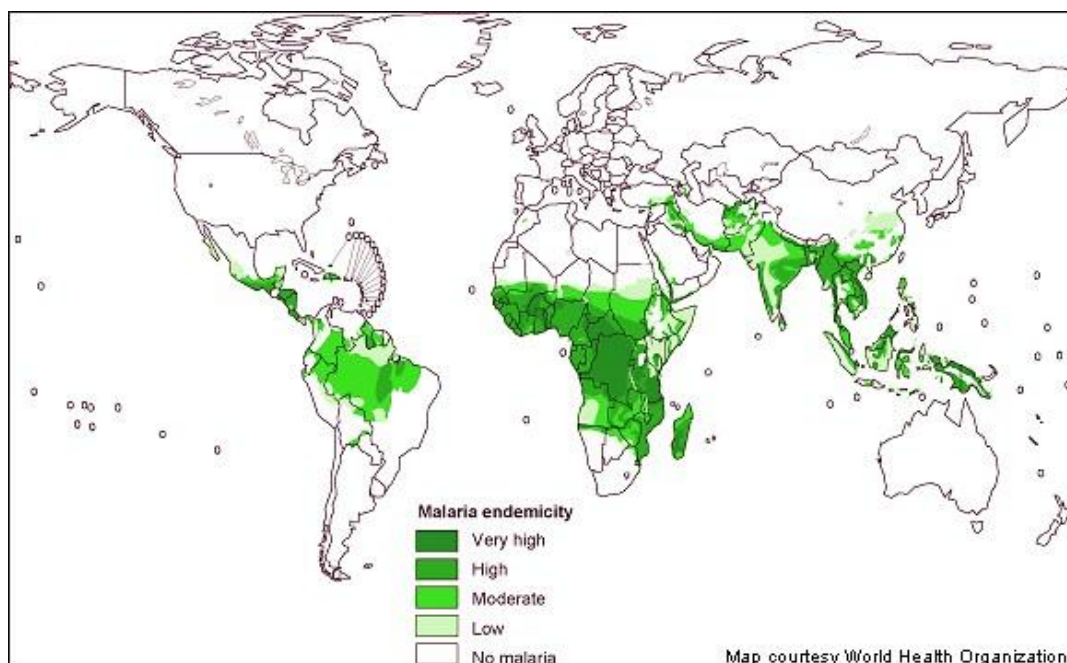 Malaria endemicity
Very high
High
Moderate
Low
No malaria
Map courtesy World Health Organization